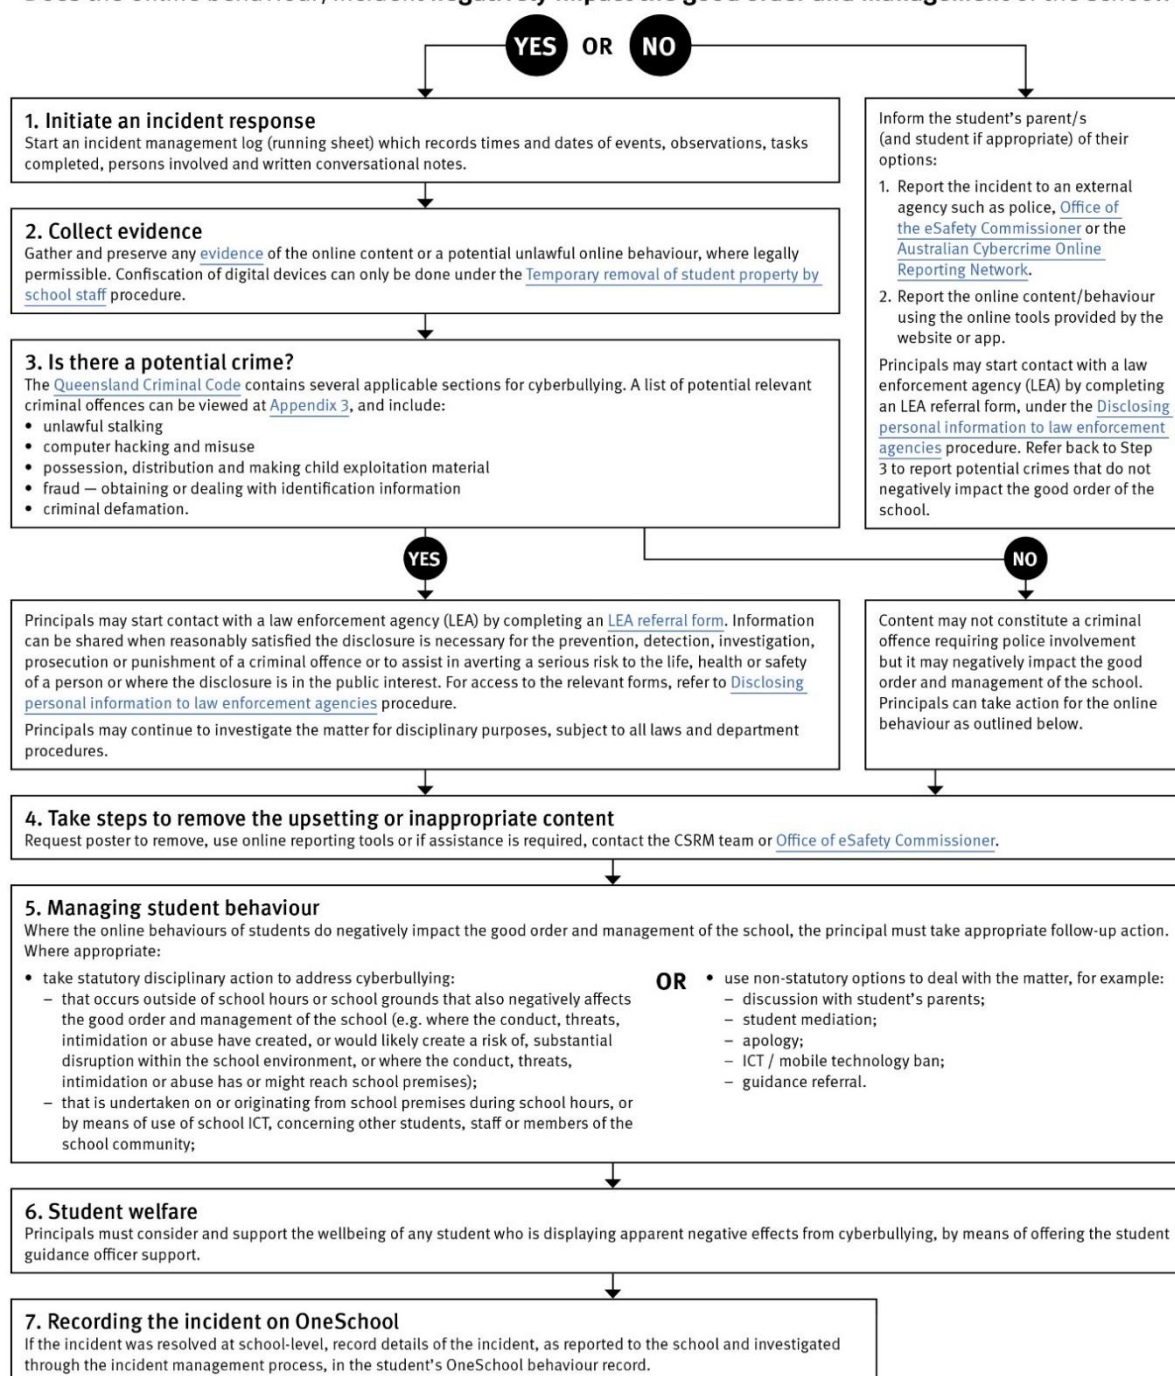 Does the online behaviour/incident negatively impact the good order and management of the school?
YES OR NO
1. Initiate an incident response
Start an incident management log (running sheet) which records times and dates of events, observations, tasks
completed, persons involved and written conversational notes.
2. Collect evidence
Gather and preserve any evidence of the online content or a potential unlawful online behaviour, where legally
permissible. Confiscation of digital devices can only be done under the Temporary removal of student property by
school staff procedure.
3. Is there a potential crime?
The Queensland Criminal Code contains several applicable sections for cyberbullying. A list of potential relevant
criminal offences can be viewed at Appendix 3, and include:
• unlawful stalking
• computer hacking and misuse
• possession, distribution and making child exploitation material
• fraud — obtaining or dealing with identification information
• criminal defamation.
Inform the student's parent/s
(and student if appropriate) of their
options:
1. Report the incident to an external
agency such as police, Office of
the eSafety Commissioner or the
Australian Cybercrime Online
Reporting Network.
2. Report the online content/behaviour
using the online tools provided by the
website or app.
Principals may start contact with a law
enforcement agency (LEA) by completing
an LEA referral form, under the Disclosing
personal information to law enforcement
agencies procedure. Refer back to Step
3 to report potential crimes that do not
negatively impact the good order of the
school.
YES
NO
Principals may start contact with a law enforcement agency (LEA) by completing an LEA referral form. Information
can be shared when reasonably satisfied the disclosure is necessary for the prevention, detection, investigation,
prosecution or punishment of a criminal offence or to assist in averting a serious risk to the life, health or safety
of a person or where the disclosure is in the public interest. For access to the relevant forms, refer to Disclosing
personal information to law enforcement agencies procedure.
Principals may continue to investigate the matter for disciplinary purposes, subject to all laws and department
procedures.
Content may not constitute a criminal
offence requiring police involvement
but it may negatively impact the good
order and management of the school.
Principals can take action for the online
behaviour as outlined below.
4. Take steps to remove the upsetting or inappropriate content
Request poster to remove, use online reporting tools or if assistance is required, contact the CSRM team or Office of eSafety Commissioner.
5. Managing student behaviour
Where the online behaviours of students do negatively impact the good order and management of the school, the principal must take appropriate follow-up action.
Where appropriate:
• take statutory disciplinary action to address cyberbullying:
– that occurs outside of school hours or school grounds that also negatively affects
the good order and management of the school (e.g. where the conduct, threats,
intimidation or abuse have created, or would likely create a risk of, substantial
disruption within the school environment, or where the conduct, threats,
intimidation or abuse has or might reach school premises);
– that is undertaken on or originating from school premises during school hours, or
by means of use of school ICT, concerning other students, staff or members of the
school community;
OR
• use non-statutory options to deal with the matter, for example:
– discussion with student's parents;
– student mediation;
– apology;
– ICT / mobile technology ban;
– guidance referral.
6. Student welfare
Principals must consider and support the wellbeing of any student who is displaying apparent negative effects from cyberbullying, by means of offering the student
guidance officer support.
7. Recording the incident on OneSchool
If the incident was resolved at school-level, record details of the incident, as reported to the school and investigated
through the incident management process, in the student's OneSchool behaviour record.